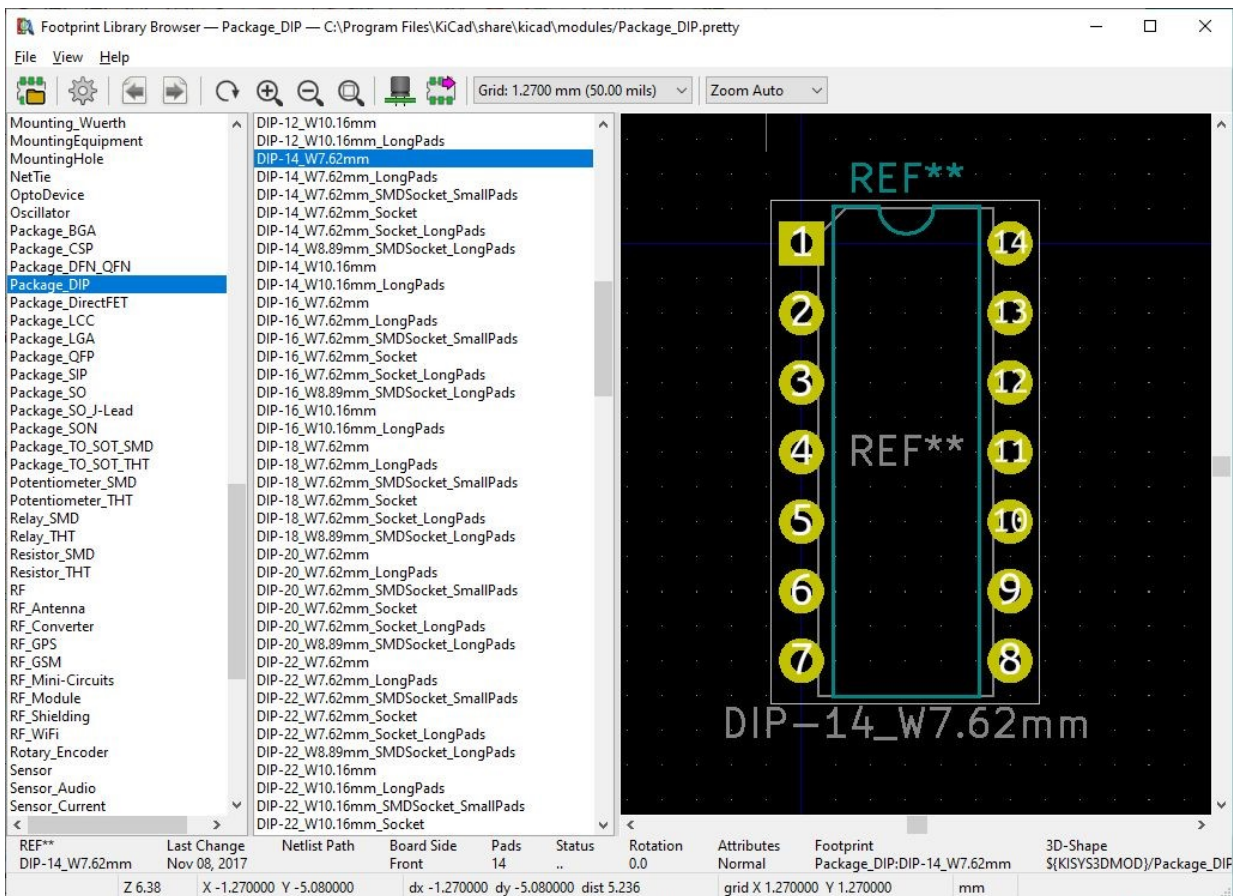 Footprint Library Browser — Package_DIP — C:\Program Files\KiCad\share\kicad\modules/Package_DIP.pretty
File View Help
Grid: 1.2700 mm (50.00 mils) Zoom Auto
Mounting_Wuerth
MountingEquipment
MountingHole
NetTie
OptoDevice
Oscillator
Package_BGA
Package_CSP
Package_DFN_QFN
Package_DIP
Package_DirectFET
Package_LCC
Package_LGA
Package_QFP
Package_SIP
Package_SO
Package_SO_J-Lead
Package_SON
Package_TO_SOT_SMD
Package_TO_SOT_THT
Potentiometer_SMD
Potentiometer_THT
Relay_SMD
Relay_THT
Resistor_SMD
Resistor_THT
RF
RF_Antenna
RF_Converter
RF_GPS
RF_GSM
RF_Mini-Circuits
RF_Module
RF_Shielding
RF_WiFi
Rotary_Encoder
Sensor
Sensor_Audio
Sensor_Current
DIP-12_W10.16mm
DIP-12_W10.16mm_LongPads
DIP-14_W7.62mm
DIP-14_W7.62mm_LongPads
DIP-14_W7.62mm_SMDSocket_SmallPads
DIP-14_W7.62mm_Socket
DIP-14_W7.62mm_Socket_LongPads
DIP-14_W8.89mm_SMDSocket_LongPads
DIP-14_W10.16mm
DIP-14_W10.16mm_LongPads
DIP-16_W7.62mm
DIP-16_W7.62mm_LongPads
DIP-16_W7.62mm_SMDSocket_SmallPads
DIP-16_W7.62mm_Socket
DIP-16_W7.62mm_Socket_LongPads
DIP-16_W8.89mm_SMDSocket_LongPads
DIP-16_W10.16mm
DIP-16_W10.16mm_LongPads
DIP-18_W7.62mm
DIP-18_W7.62mm_LongPads
DIP-18_W7.62mm_SMDSocket_SmallPads
DIP-18_W7.62mm_Socket
DIP-18_W7.62mm_Socket_LongPads
DIP-18_W8.89mm_SMDSocket_LongPads
DIP-20_W7.62mm
DIP-20_W7.62mm_LongPads
DIP-20_W7.62mm_SMDSocket_SmallPads
DIP-20_W7.62mm_Socket
DIP-20_W7.62mm_Socket_LongPads
DIP-20_W8.89mm_SMDSocket_LongPads
DIP-22_W7.62mm
DIP-22_W7.62mm_LongPads
DIP-22_W7.62mm_SMDSocket_SmallPads
DIP-22_W7.62mm_Socket
DIP-22_W7.62mm_Socket_LongPads
DIP-22_W8.89mm_SMDSocket_LongPads
DIP-22_W10.16mm
DIP-22_W10.16mm_LongPads
DIP-22_W10.16mm_SMDSocket_SmallPads
DIP-22_W10.16mm_Socket
REF**
1 14
2 13
3 12
4 REF** 11
5 10
6 9
7 8
DIP-14_W7.62mm
REF** Last Change Netlist Path Board Side Pads Status Rotation Attributes Footprint 3D-Shape
DIP-14_W7.62mm Nov 08, 2017 Front 14 .. 0.0 Normal Package_DIP:DIP-14_W7.62mm ${KISYS3DMOD}/Package_DIP
Z 6.38 X -1.270000 Y -5.080000 dx -1.270000 dy -5.080000 dist 5.236 grid X 1.270000 Y 1.270000 mm